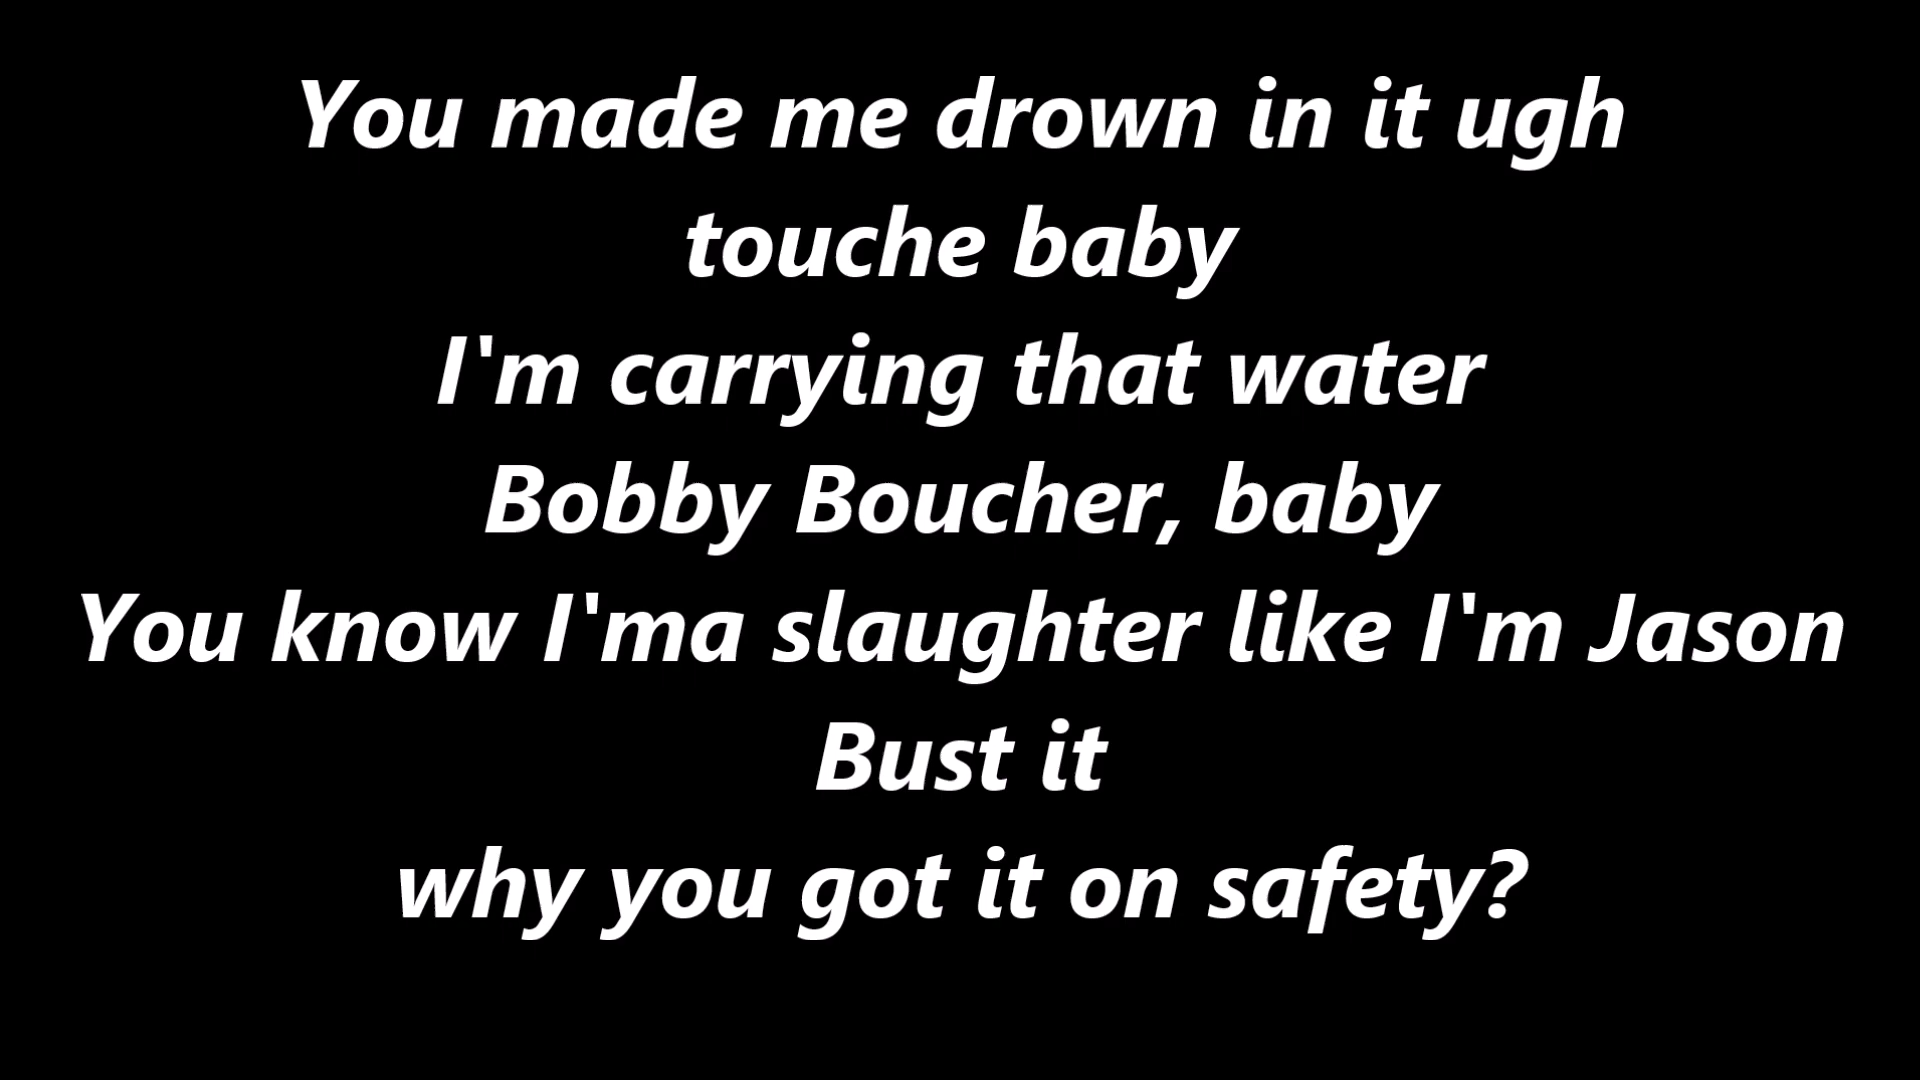 You made me drown in it ugh
touche baby
I'm carrying that water
Bobby Boucher, baby
You know I'ma slaughter like I'm Jason
Bust it
why you got it on safety?